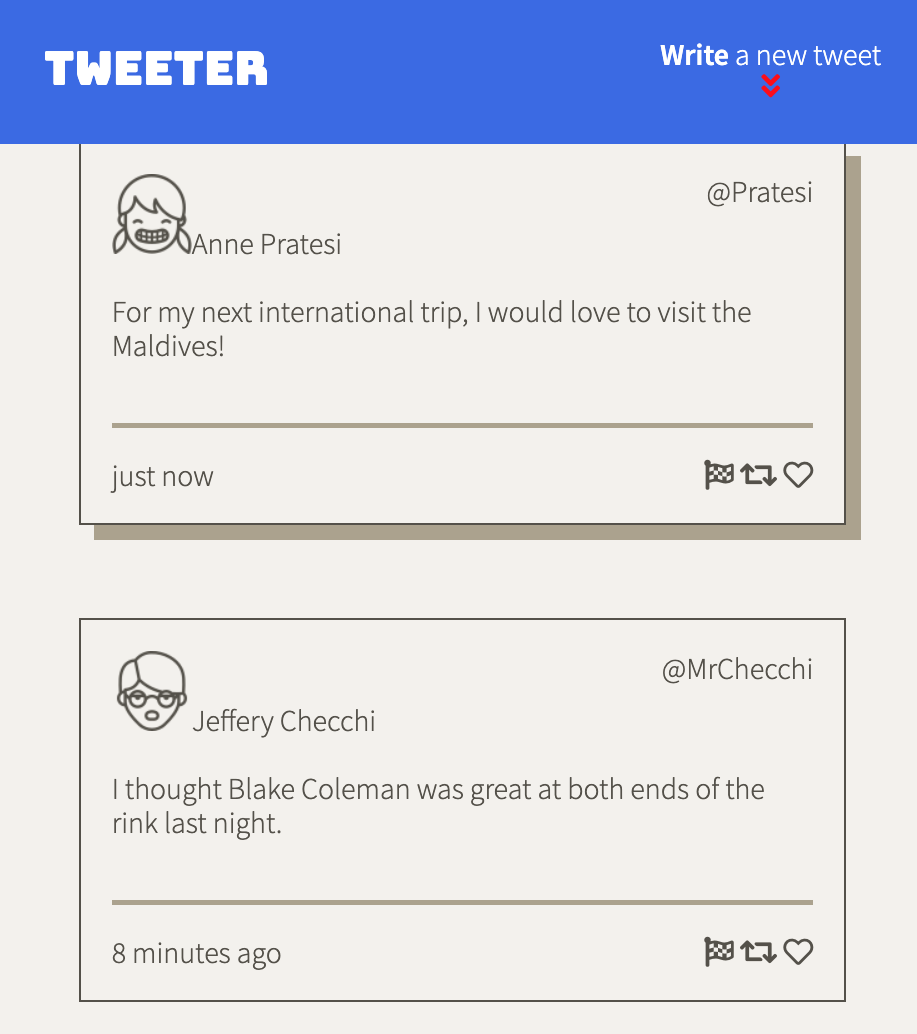 TWEETER
Write a new tweet
@Pratesi
Anne Pratesi
For my next international trip, I would love to visit the
Maldives!
just now
@MrChecchi
Jeffery Checchi
I thought Blake Coleman was great at both ends of the
rink last night.
8 minutes ago